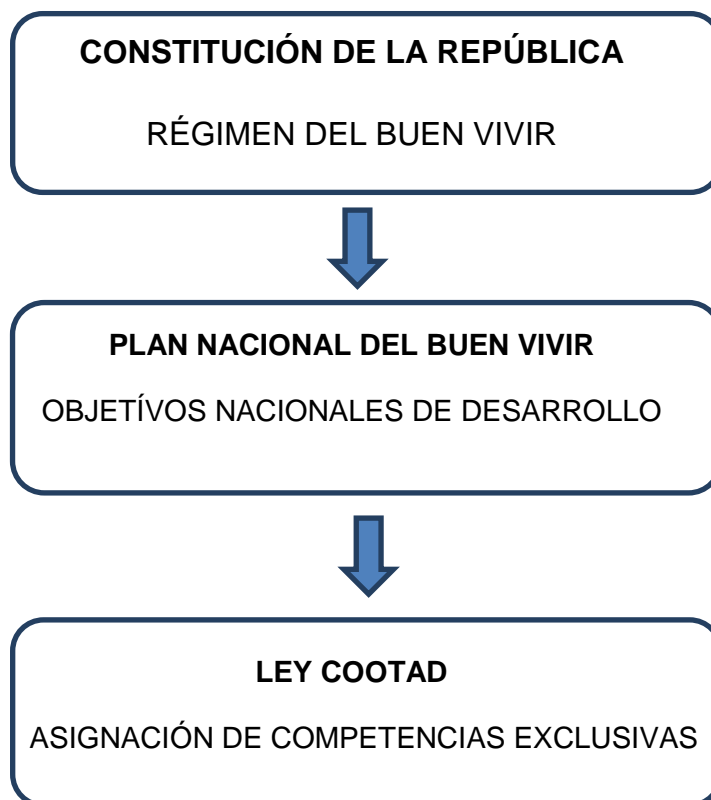 CONSTITUCIÓN DE LA REPÚBLICA
RÉGIMEN DEL BUEN VIVIR
PLAN NACIONAL DEL BUEN VIVIR
OBJETÍVOS NACIONALES DE DESARROLLO
LEY COOTAD
ASIGNACIÓN DE COMPETENCIAS EXCLUSIVAS